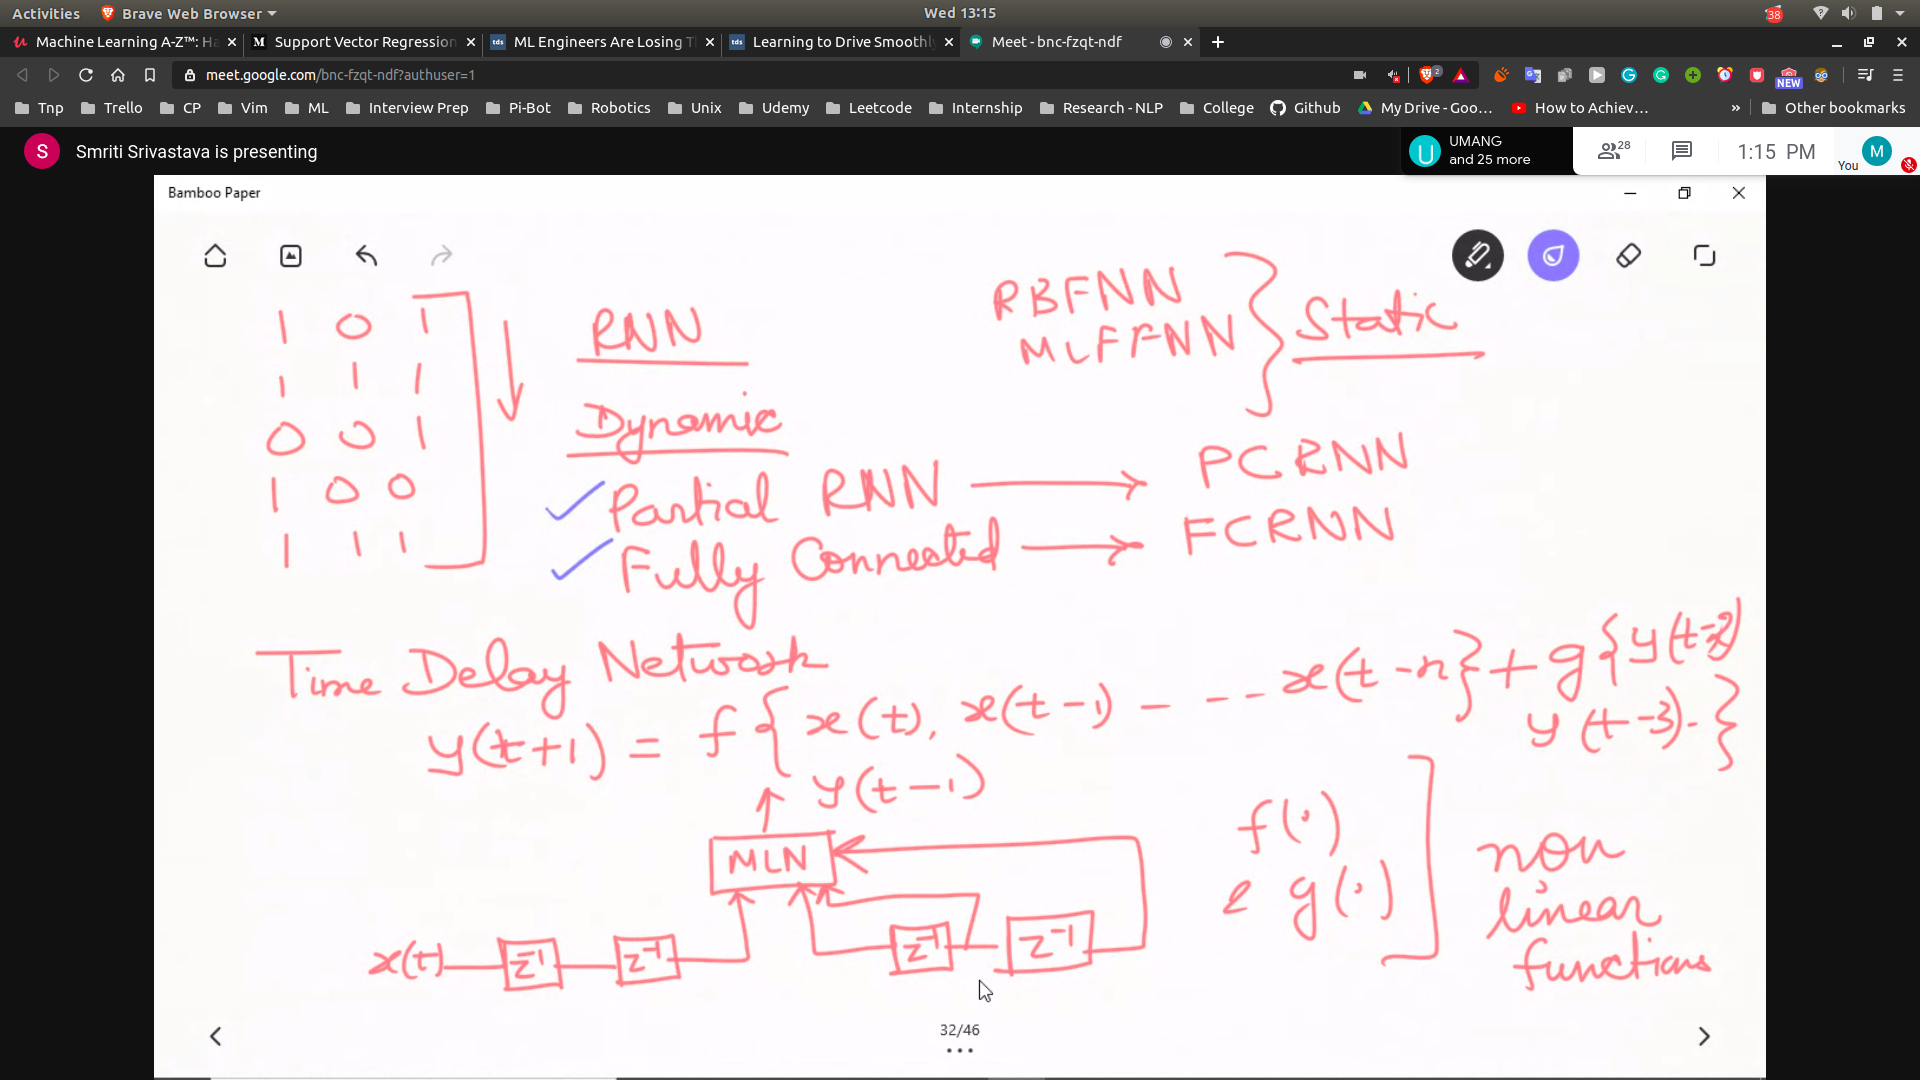 Activities Brave Web Browser Wed 13:15 38
Machine Learning A-Z™: Ha Support Vector Regression ML Engineers Are Losing T Learning to Drive Smoothly Meet - bnc-fzqt-ndf
meet.google.com/bnc-fzqt-ndf?authuser=1 2 NEW
Tnp Trello CP Vim ML Interview Prep Pi-Bot Robotics Unix Udemy Leetcode Internship Research - NLP College Github My Drive - Goo... How to Achiev... » Other bookmarks
S Smriti Srivastava is presenting U UMANG and 25 more 28 1:15 PM You M
Bamboo Paper
1 0 1
1 1 1
0 0 1
1 0 0
1 1 1
RNN
Dynamic
RBFNN
MLFFNN } Static
Partial RNN → PCRNN
Fully Connected → FCRNN
Time Delay Network
y(t+1) = f{x(t), x(t-1) - - - - x(t-n} + g{y(t-2)
y(t-3)- }
y(t-1)
MLN
x(t) z⁻¹ z⁻¹ z⁻¹ z⁻¹
f(·)
& g(·)
non
linear
functions
32/46